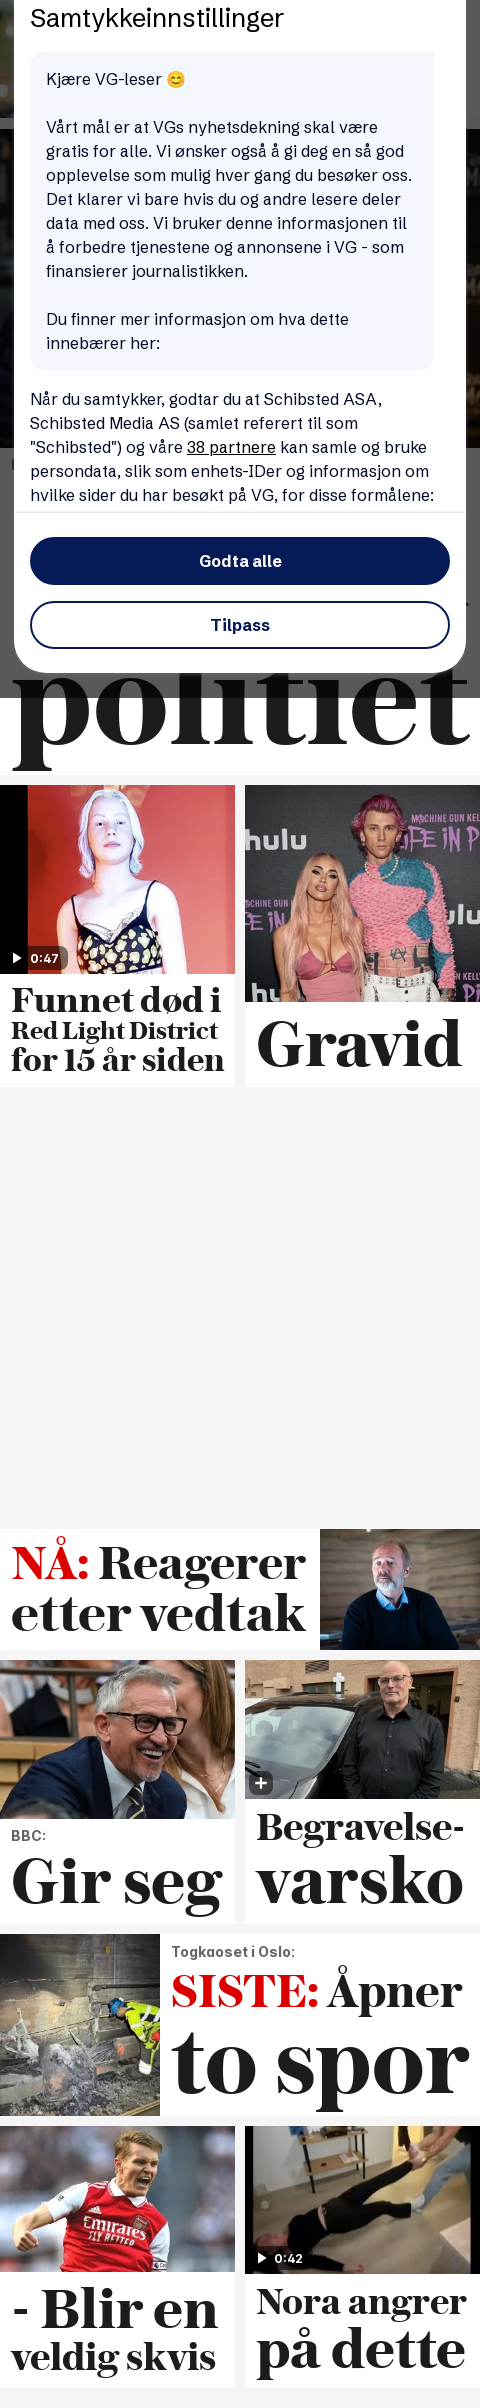 Samtykkeinnstillinger
Kjære VG-leser 😊
Vårt mål er at VGs nyhetsdekning skal være
gratis for alle. Vi ønsker også å gi deg en så god
opplevelse som mulig hver gang du besøker oss.
Det klarer vi bare hvis du og andre lesere deler
data med oss. Vi bruker denne informasjonen til
å forbedre tjenestene og annonsene i VG - som
finansierer journalistikken.
Du finner mer informasjon om hva dette
innebærer her:
Når du samtykker, godtar du at Schibsted ASA,
Schibsted Media AS (samlet referert til som
"Schibsted") og våre 38 partnere kan samle og bruke
persondata, slik som enhets-IDer og informasjon om
hvilke sider du har besøkt på VG, for disse formålene:
Godta alle
Tilpass
politiet
0:47
Funnet død i
Red Light District
for 15 år siden
hulu
MACHINE GUN KELLY
hulu
Gravid
NÅ: Reagerer
etter vedtak
BBC:
Gir seg
Begravelse-
varsko
Togkaoset i Oslo:
SISTE: Åpner
to spor
Emirates
FLY BETTER
- Blir en
veldig skvis
0:42
Nora angrer
på dette